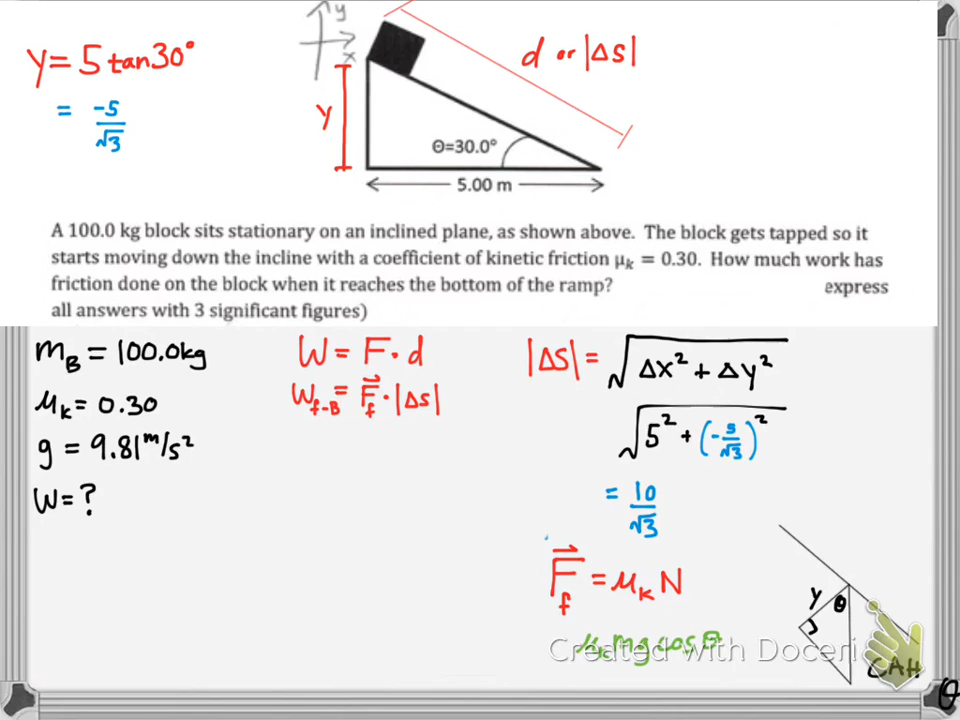 y
x
y = 5 tan30°
= -5/√3
d or |Δs|
y
Θ=30.0°
5.00 m
A 100.0 kg block sits stationary on an inclined plane, as shown above. The block gets tapped so it
starts moving down the incline with a coefficient of kinetic friction μk = 0.30. How much work has
friction done on the block when it reaches the bottom of the ramp? express
all answers with 3 significant figures)
mB = 100.0kg
μk = 0.30
g = 9.81 m/s²
W = ?
W = F · d
Wf-B = F⃗f · |Δs|
|Δs| = √Δx² + Δy²
√5² + (-5/√3)²
= 10/√3
F⃗f = μk N
μk mg cos θ
Created with Doceri
y
θ
CAH
θ